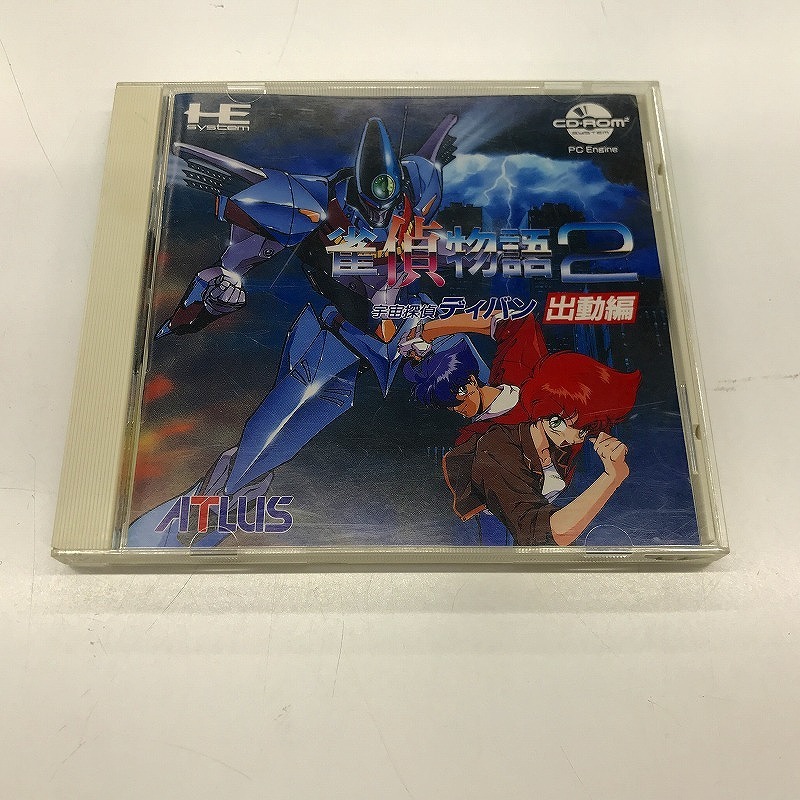 HE
system
CD-ROM²
SYSTEM
PC Engine
雀偵物語2
宇宙探偵ディバン 出動編
ATLUS